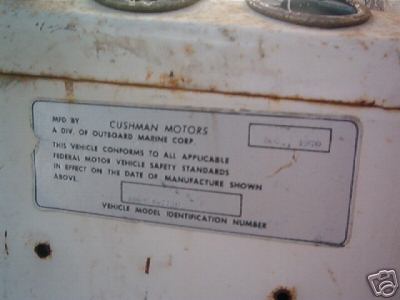 MFD BY CUSHMAN MOTORS
A DIV. OF OUTBOARD MARINE CORP.
THIS VEHICLE CONFORMS TO ALL APPLICABLE
FEDERAL MOTOR VEHICLE SAFETY STANDARDS
IN EFFECT ON THE DATE OF MANUFACTURE SHOWN
ABOVE.
VEHICLE MODEL IDENTIFICATION NUMBER